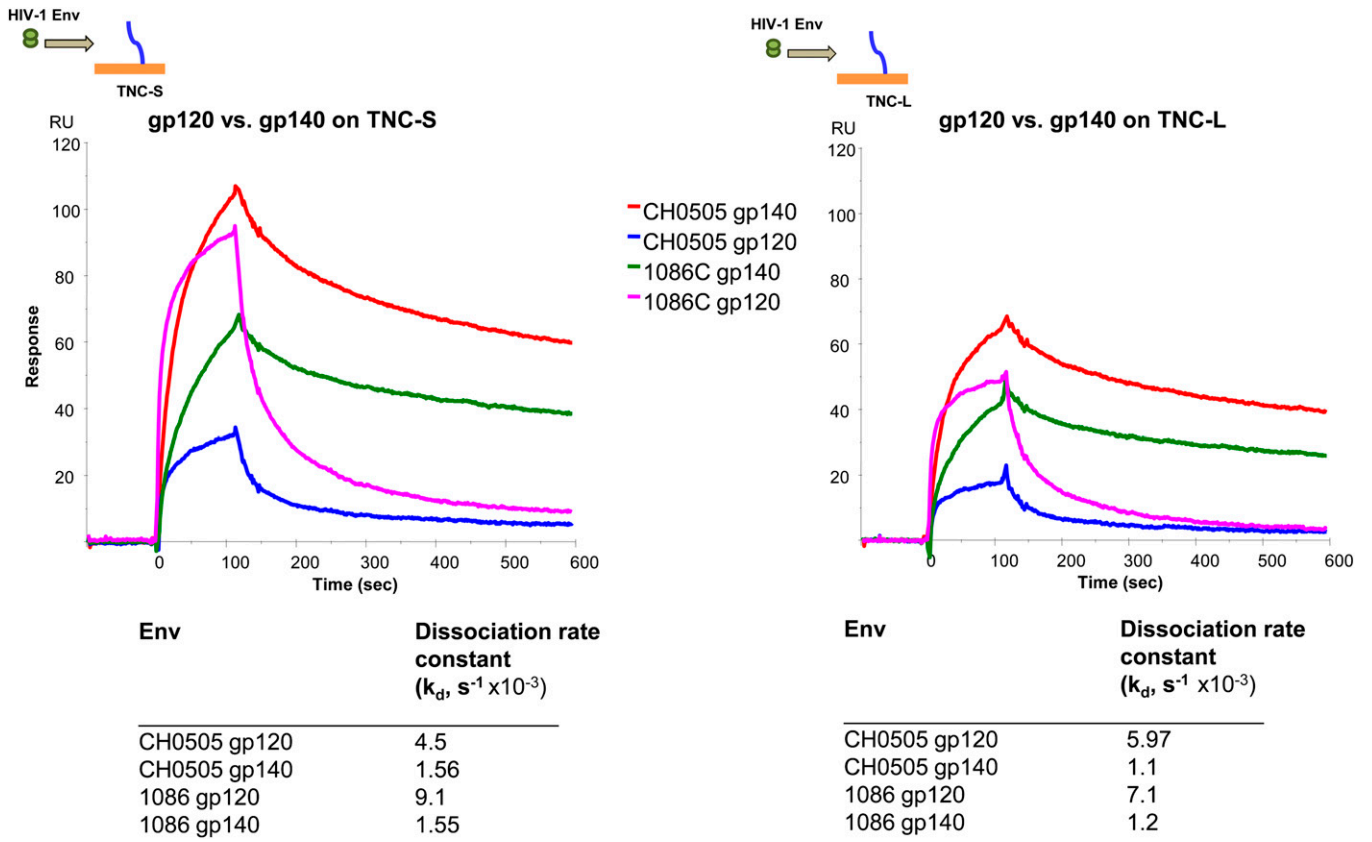 HIV-1 Env
TNC-S
gp120 vs. gp140 on TNC-S
RU
120
100
80
60
40
20
Response
0
100
200
300
400
500
600
Time (sec)
CH0505 gp140
CH0505 gp120
1086C gp140
1086C gp120
HIV-1 Env
TNC-L
gp120 vs. gp140 on TNC-L
RU
120
100
80
60
40
20
0
100
200
300
400
500
600
Time (sec)
Env Dissociation rate
constant
(kd, s-1 x10-3)
CH0505 gp120 4.5
CH0505 gp140 1.56
1086 gp120 9.1
1086 gp140 1.55
Env Dissociation rate
constant
(kd, s-1 x10-3)
CH0505 gp120 5.97
CH0505 gp140 1.1
1086 gp120 7.1
1086 gp140 1.2